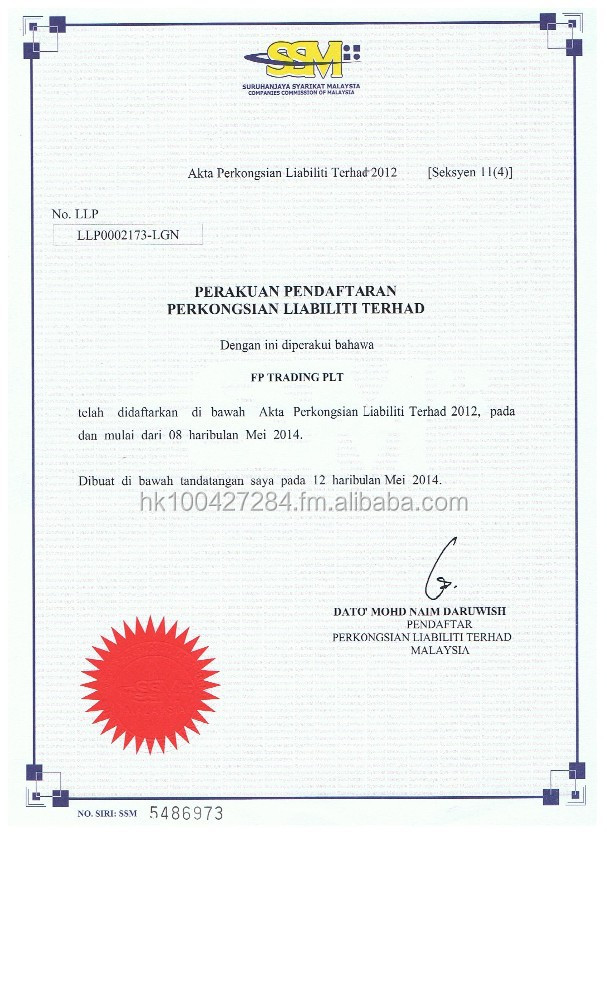 SSM
SURUHANJAYA SYARIKAT MALAYSIA
COMPANIES COMMISSION OF MALAYSIA
Akta Perkongsian Liabiliti Terhad 2012 [Seksyen 11(4)]
No. LLP
LLP0002173-LGN
PERAKUAN PENDAFTARAN
PERKONGSIAN LIABILITI TERHAD
Dengan ini diperakui bahawa
FP TRADING PLT
telah didaftarkan di bawah Akta Perkongsian Liabiliti Terhad 2012, pada
dan mulai dari 08 haribulan Mei 2014.
Dibuat di bawah tandatangan saya pada 12 haribulan Mei 2014.
hk100427284.fm.alibaba.com
DATO' MOHD NAIM DARUWISH
PENDAFTAR
PERKONGSIAN LIABILITI TERHAD
MALAYSIA
NO. SIRI: SSM 5486973